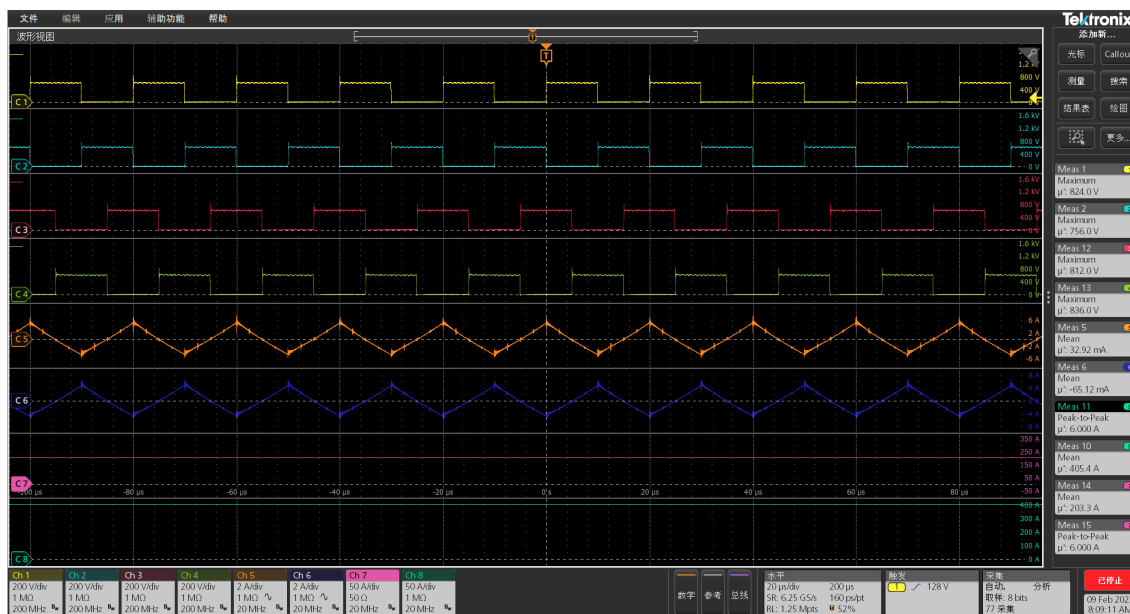 文件 编辑 应用 辅助功能 帮助
Tektronix
波形视图
添加新...
T
T
光标
测量 搜索
结果表 绘图
更多...
1.2 k
800 V
400 V
0 V
C1
1.6 kV
1.2 kV
800 V
400 V
0 V
C2
1.6 kV
1.2 kV
800 V
400 V
0 V
C3
1.6 kV
1.2 kV
800 V
400 V
0 V
C4
6 A
2 A
-2 A
-6 A
C5
8 A
4 A
0 A
-4 A
-8 A
C6
350 A
250 A
150 A
50 A
-50 A
C7
-100 µs -80 µs -60 µs -40 µs -20 µs 0 s 20 µs 40 µs 60 µs 80 µs
400 A
300 A
200 A
100 A
0 A
C8
Meas 1
Maximum
µ': 824.0 V
Meas 2
Maximum
µ': 756.0 V
Meas 12
Maximum
µ': 812.0 V
Meas 13
Maximum
µ': 836.0 V
Meas 5
Mean
µ': 32.92 mA
Meas 6
Mean
µ': -65.12 mA
Meas 11
Peak-to-Peak
µ': 6.000 A
Meas 10
Mean
µ': 405.4 A
Meas 14
Mean
µ': 203.3 A
Meas 15
Peak-to-Peak
µ': 6.000 A
Ch 1
200 V/div
1 MΩ
200 MHz
Ch 2
200 V/div
1 MΩ
200 MHz
Ch 3
200 V/div
1 MΩ
200 MHz
Ch 4
200 V/div
1 MΩ
200 MHz
Ch 5
2 A/div
1 MΩ
20 MHz
Ch 6
2 A/div
1 MΩ
20 MHz
Ch 7
50 A/div
50 Ω
20 MHz
Ch 8
50 A/div
1 MΩ
20 MHz
数学 参考 总线
水平
20 µs/div 200 µs
SR: 6.25 GS/s 160 ps/pt
RL: 1.25 Mpts 52%
触发
1 128 V
采集
自动, 分析
取样: 8 bits
77 采集
已停止
09 Feb 202
8:09:11 A